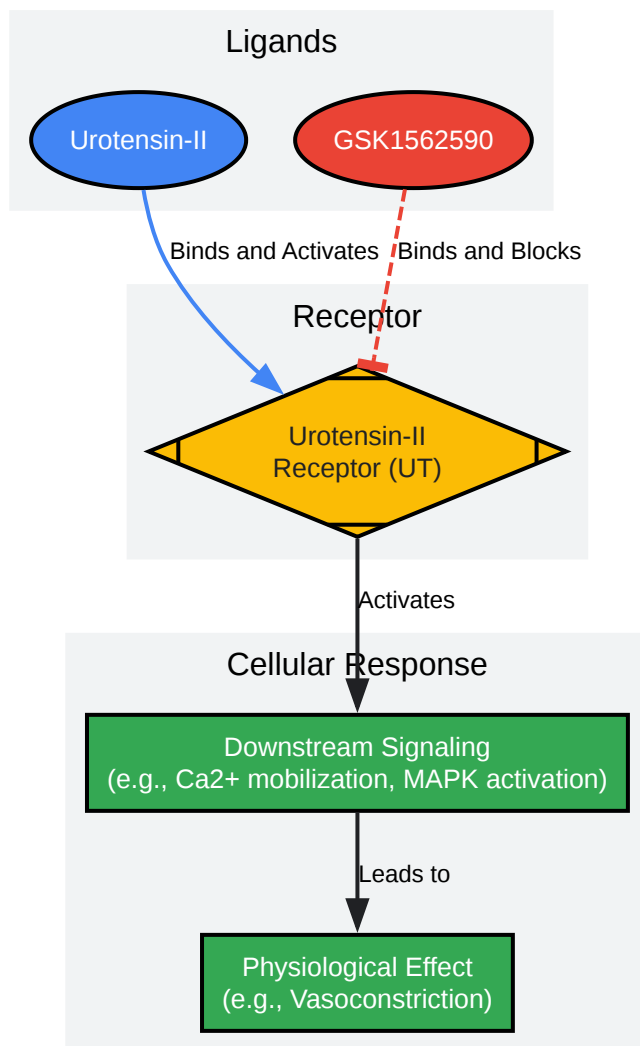 Ligands
Urotensin-II
GSK1562590
Binds and Activates
Binds and Blocks
Receptor
Urotensin-II
Receptor (UT)
Activates
Cellular Response
Downstream Signaling
(e.g., Ca2+ mobilization, MAPK activation)
Leads to
Physiological Effect
(e.g., Vasoconstriction)